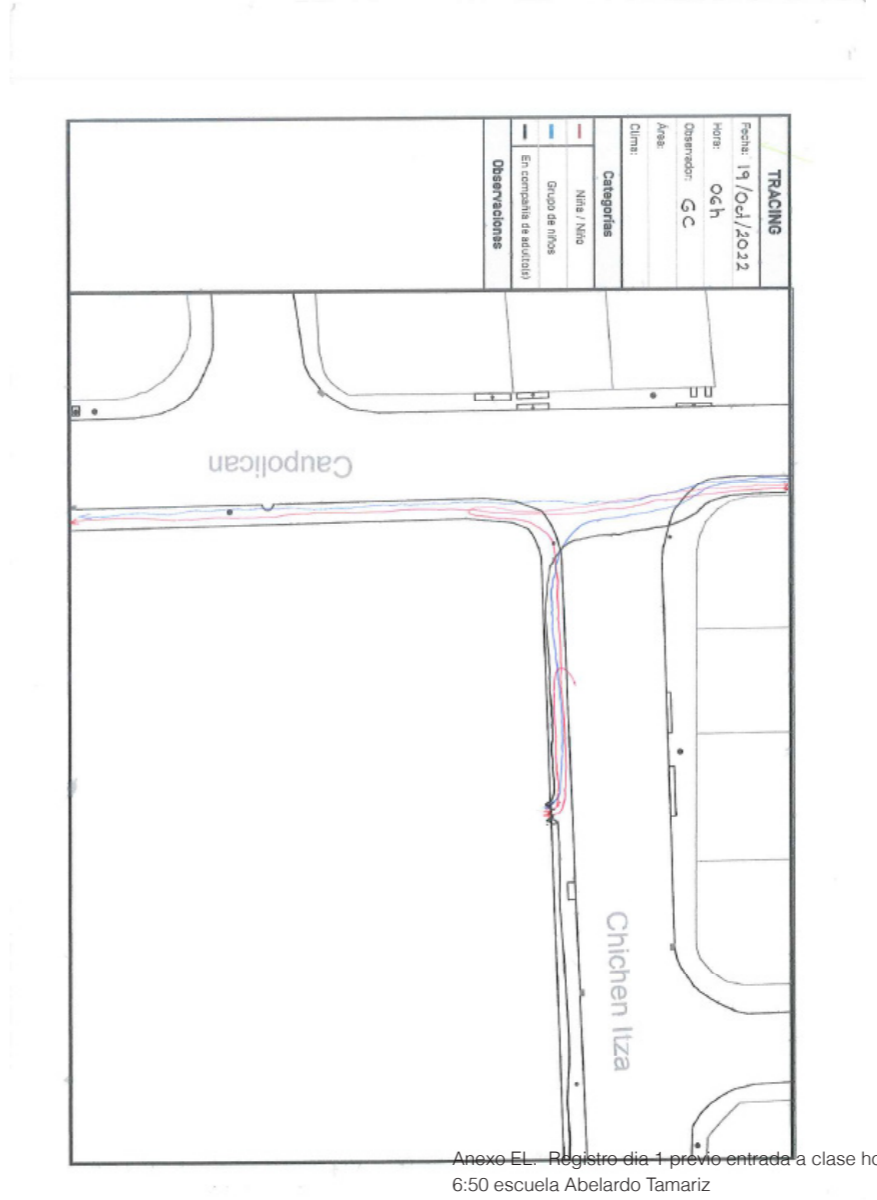 TRACING
Fecha: 19/Oct/2022
Hora: 06h
Observador: GC
Área:
Clima:
Categorías
Niña / Niño
Grupo de niños
En compañía de adulto(s)
Observaciones
Caupolican
Chichen Itza
Anexo EL. Registro dia 1 previo entrada a clase ho
6:50 escuela Abelardo Tamariz